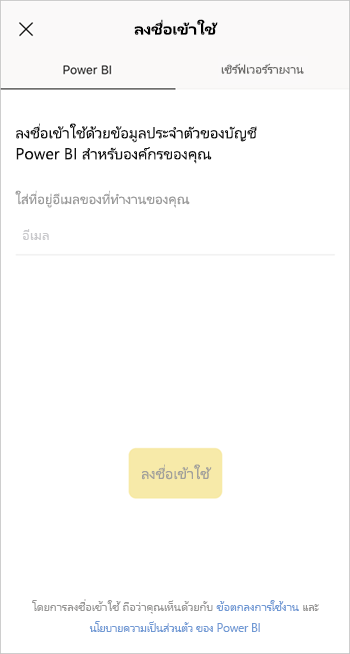 ลงชื่อเข้าใช้
Power BI
เซิร์ฟเวอร์รายงาน
ลงชื่อเข้าใช้ด้วยข้อมูลประจำตัวของบัญชี
Power BI สำหรับองค์กรของคุณ
ใส่ที่อยู่อีเมลของที่ทำงานของคุณ
อีเมล
ลงชื่อเข้าใช้
โดยการลงชื่อเข้าใช้ ถือว่าคุณเห็นด้วยกับ ข้อตกลงการใช้งาน และ
นโยบายความเป็นส่วนตัว ของ Power BI